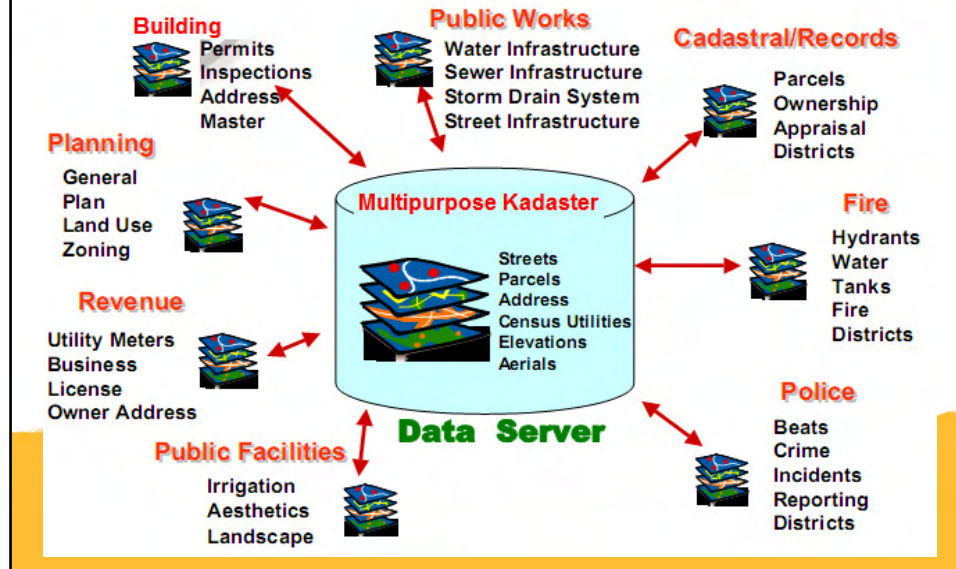 Building
Permits
Inspections
Address
Master
Public Works
Water Infrastructure
Sewer Infrastructure
Storm Drain System
Street Infrastructure
Cadastral/Records
Parcels
Ownership
Appraisal
Districts
Planning
General
Plan
Land Use
Zoning
Multipurpose Kadaster
Streets
Parcels
Address
Census Utilities
Elevations
Aerials
Fire
Hydrants
Water
Tanks
Fire
Districts
Revenue
Utility Meters
Business
License
Owner Address
Data Server
Police
Beats
Crime
Incidents
Reporting
Districts
Public Facilities
Irrigation
Aesthetics
Landscape